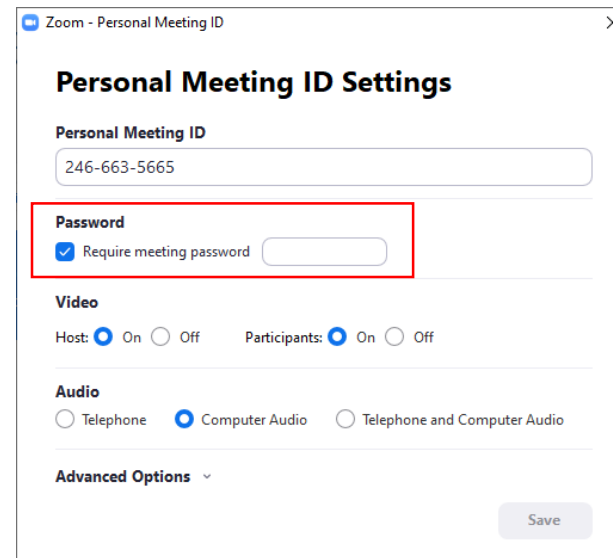 Zoom - Personal Meeting ID
Personal Meeting ID Settings
Personal Meeting ID
246-663-5665
Password
Require meeting password
Video
Host: On Off Participants: On Off
Audio
Telephone Computer Audio Telephone and Computer Audio
Advanced Options
Save